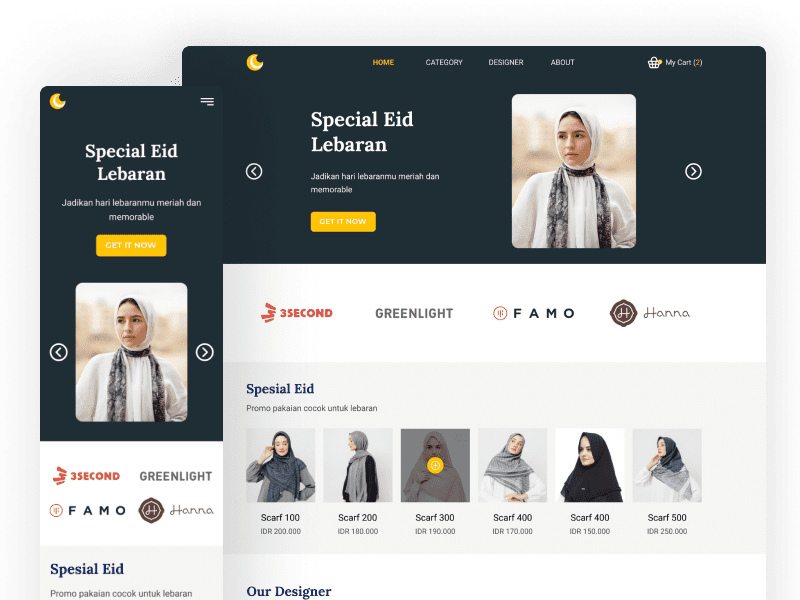 Special Eid
Lebaran
Jadikan hari lebaranmu meriah dan
memorable
GET IT NOW
3SECOND
GREENLIGHT
FAMO
H Hanna
Spesial Eid
Promo pakaian cocok untuk lebaran
HOME CATEGORY DESIGNER ABOUT My Cart (2)
Special Eid
Lebaran
Jadikan hari lebaranmu meriah dan
memorable
GET IT NOW
3SECOND GREENLIGHT FAMO H Hanna
Spesial Eid
Promo pakaian cocok untuk lebaran
Scarf 100 Scarf 200 Scarf 300 Scarf 400 Scarf 400 Scarf 500
IDR 200.000 IDR 180.000 IDR 190.000 IDR 170.000 IDR 150.000 IDR 250.000
Our Designer